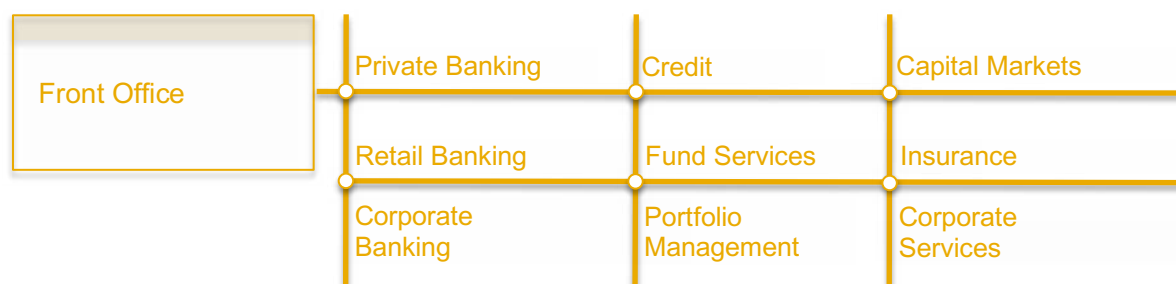 Front Office
Private Banking
Credit
Capital Markets
Retail Banking
Fund Services
Insurance
Corporate
Banking
Portfolio
Management
Corporate
Services